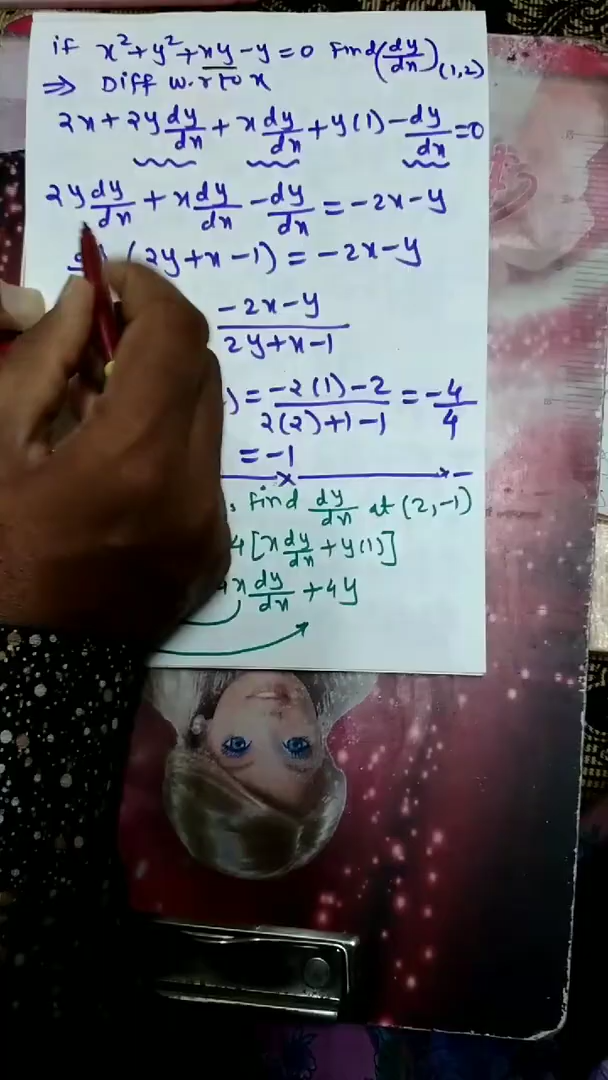 if x²+y²+xy-y=0 Find (dy/dx)(1,2)
⇒ Diff w.r to x
2x+2y dy/dx + x dy/dx + y(1) - dy/dx = 0
2y dy/dx + x dy/dx - dy/dx = -2x-y
(2y+x-1) = -2x-y
-2x-y / 2y+x-1
) = -2(1)-2 / 2(2)+1-1 = -4/4
= -1
, Find dy/dx at (2,-1)
4[x dy/dx + y(1)]
x dy/dx + 4y